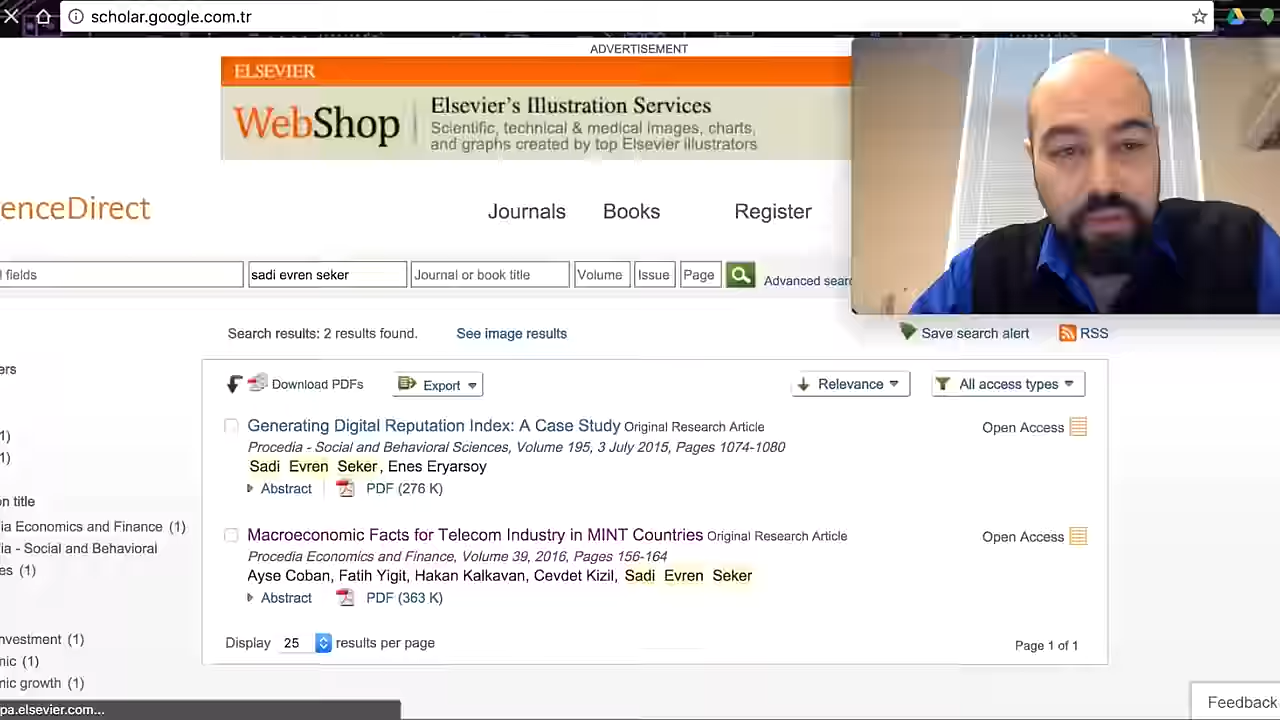 scholar.google.com.tr
ADVERTISEMENT
ELSEVIER
WebShop
Elsevier's Illustration Services
Scientific, technical & medical images, charts,
and graphs created by top Elsevier illustrators
enceDirect
Journals Books Register
fields sadi evren seker Journal or book title Volume Issue Page Advanced searc
Search results: 2 results found. See image results Save search alert RSS
ers
Download PDFs Export Relevance All access types
1)
1)
Generating Digital Reputation Index: A Case Study Original Research Article Open Access
Procedia - Social and Behavioral Sciences, Volume 195, 3 July 2015, Pages 1074-1080
Sadi Evren Seker, Enes Eryarsoy
Abstract PDF (276 K)
on title
ia Economics and Finance (1)
ia - Social and Behavioral
es (1)
Macroeconomic Facts for Telecom Industry in MINT Countries Original Research Article Open Access
Procedia Economics and Finance, Volume 39, 2016, Pages 156-164
Ayse Coban, Fatih Yigit, Hakan Kalkavan, Cevdet Kizil, Sadi Evren Seker
Abstract PDF (363 K)
nvestment (1)
mic (1)
mic growth (1)
Display 25 results per page Page 1 of 1
pa.elsevier.com...
Feedback